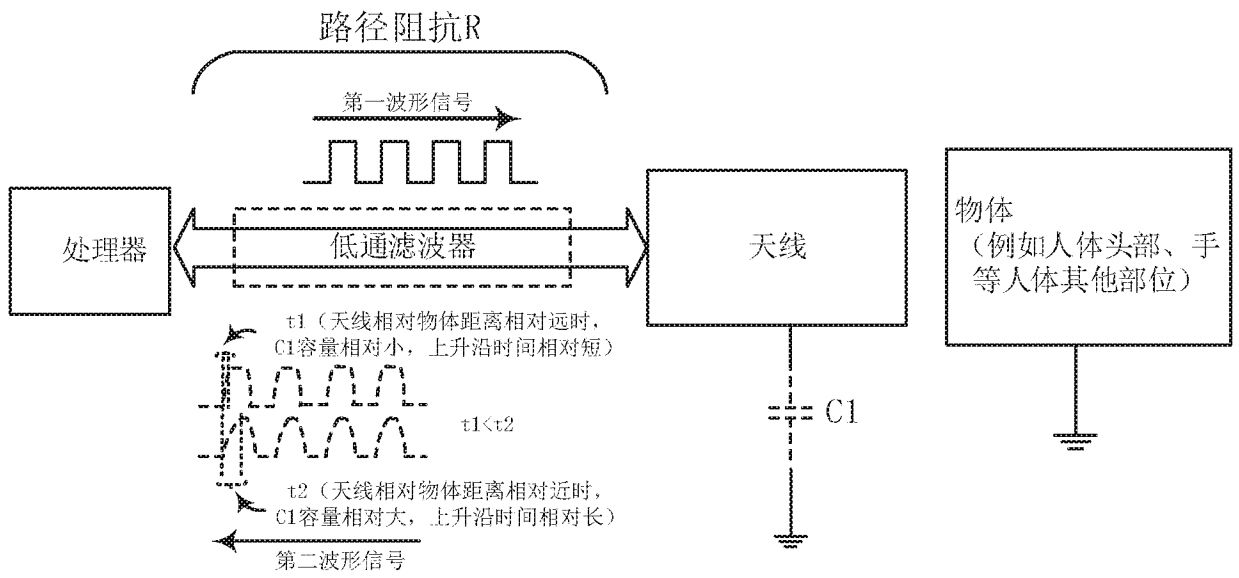 路径阻抗R
第一波形信号
处理器
低通滤波器
天线
物体
（例如人体头部、手
等人体其他部位）
t1（天线相对物体距离相对远时，
C1容量相对小，上升沿时间相对短）
t1<t2
C1
t2（天线相对物体距离相对近时，
C1容量相对大，上升沿时间相对长）
第二波形信号